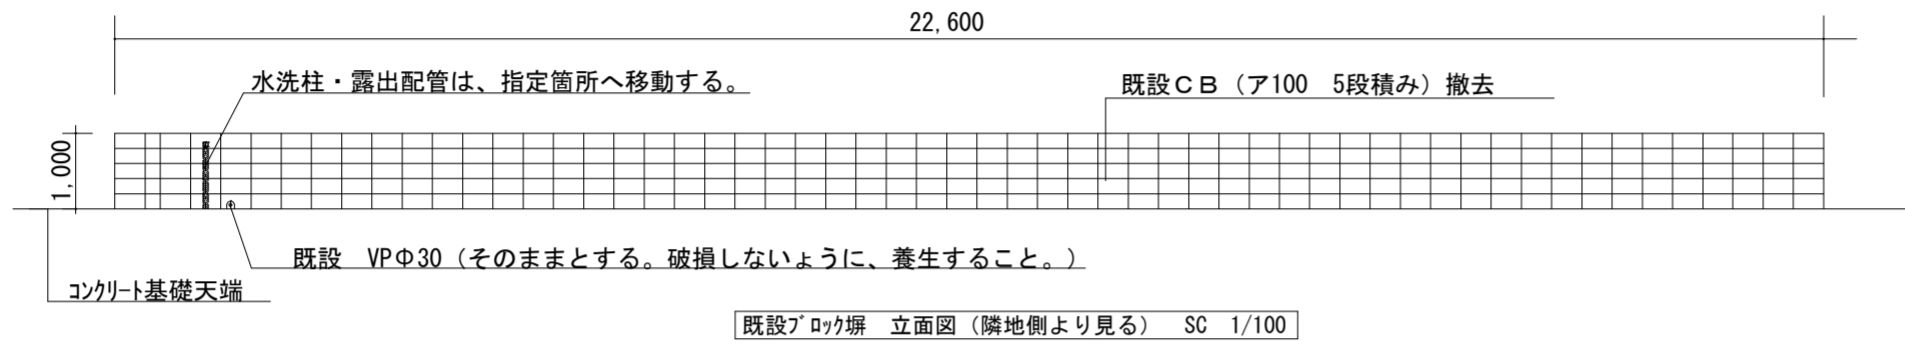 22,600
水洗柱・露出配管は、指定箇所へ移動する。
既設ＣＢ（ア100　5段積み）撤去
1,000
既設　VPΦ30（そのままとする。破損しないょうに、養生すること。）
ｺﾝｸﾘｰﾄ基礎天端
既設ﾌﾞﾛｯｸ塀　立面図（隣地側より見る）　SC　1/100